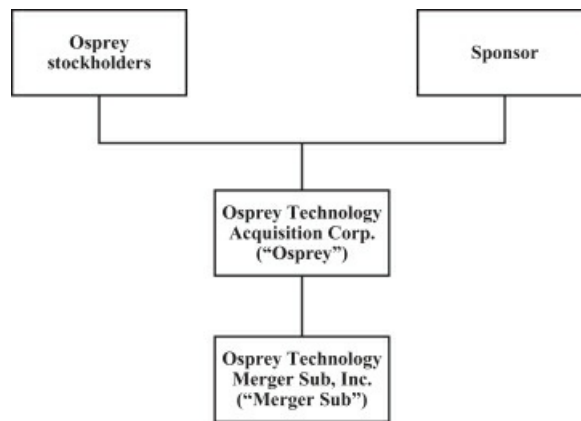 Osprey
stockholders
Sponsor
Osprey Technology
Acquisition Corp.
(“Osprey”)
Osprey Technology
Merger Sub, Inc.
(“Merger Sub”)